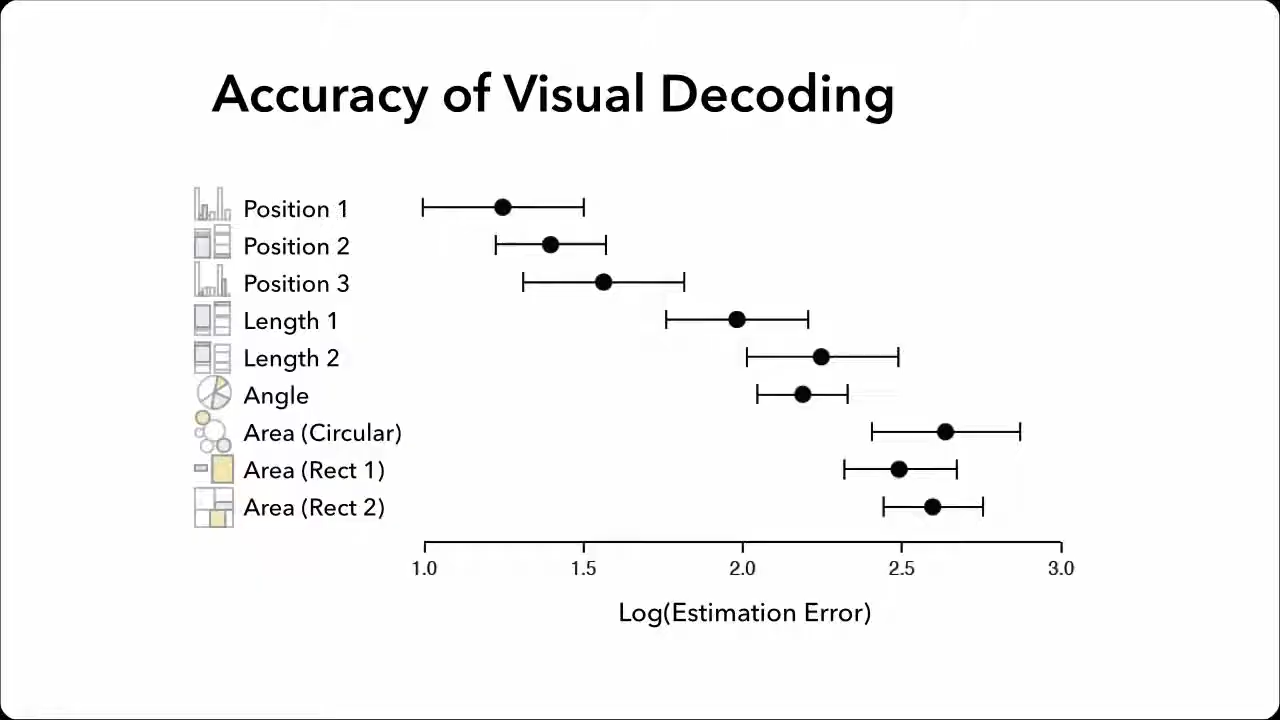 Accuracy of Visual Decoding
Position 1
Position 2
Position 3
Length 1
Length 2
Angle
Area (Circular)
Area (Rect 1)
Area (Rect 2)
1.0 1.5 2.0 2.5 3.0
Log(Estimation Error)